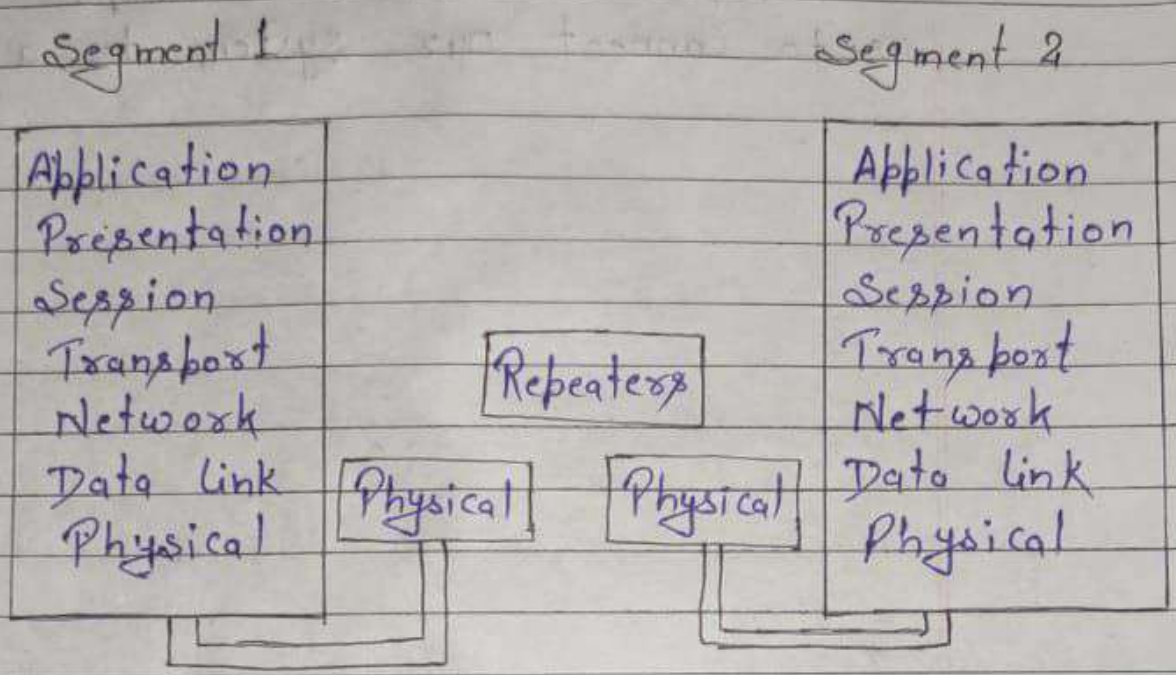 Segment 1
Segment 2
Application
Presentation
Session
Transport
Network
Data link
Physical
Repeaters
Physical
Physical
Application
Presentation
Session
Transport
Network
Data link
Physical